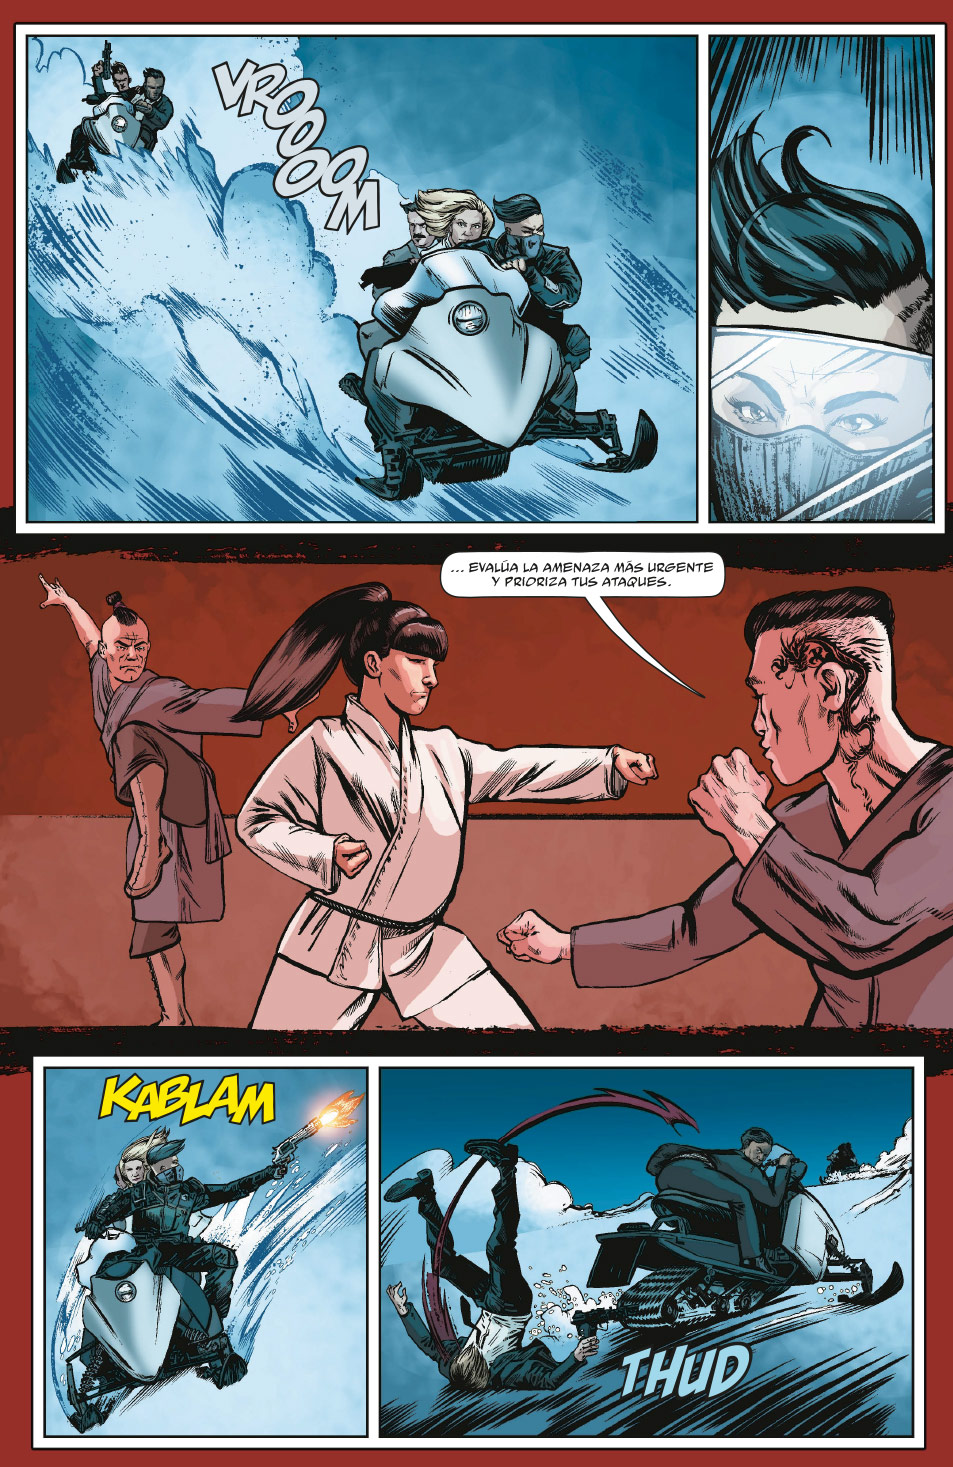 VROOOOM
... EVALÚA LA AMENAZA MÁS URGENTE
Y PRIORIZA TUS ATAQUES.
KABLAM
THUD